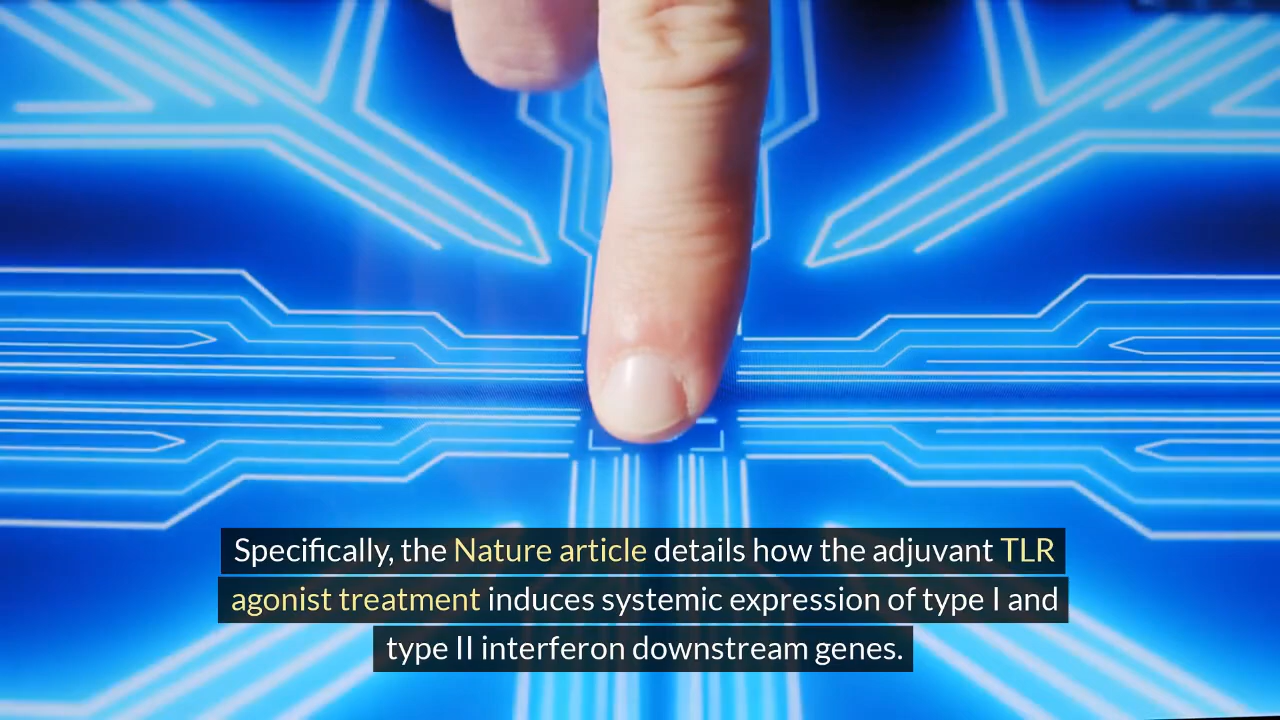 Specifically, the Nature article details how the adjuvant TLR
agonist treatment induces systemic expression of type I and
type II interferon downstream genes.